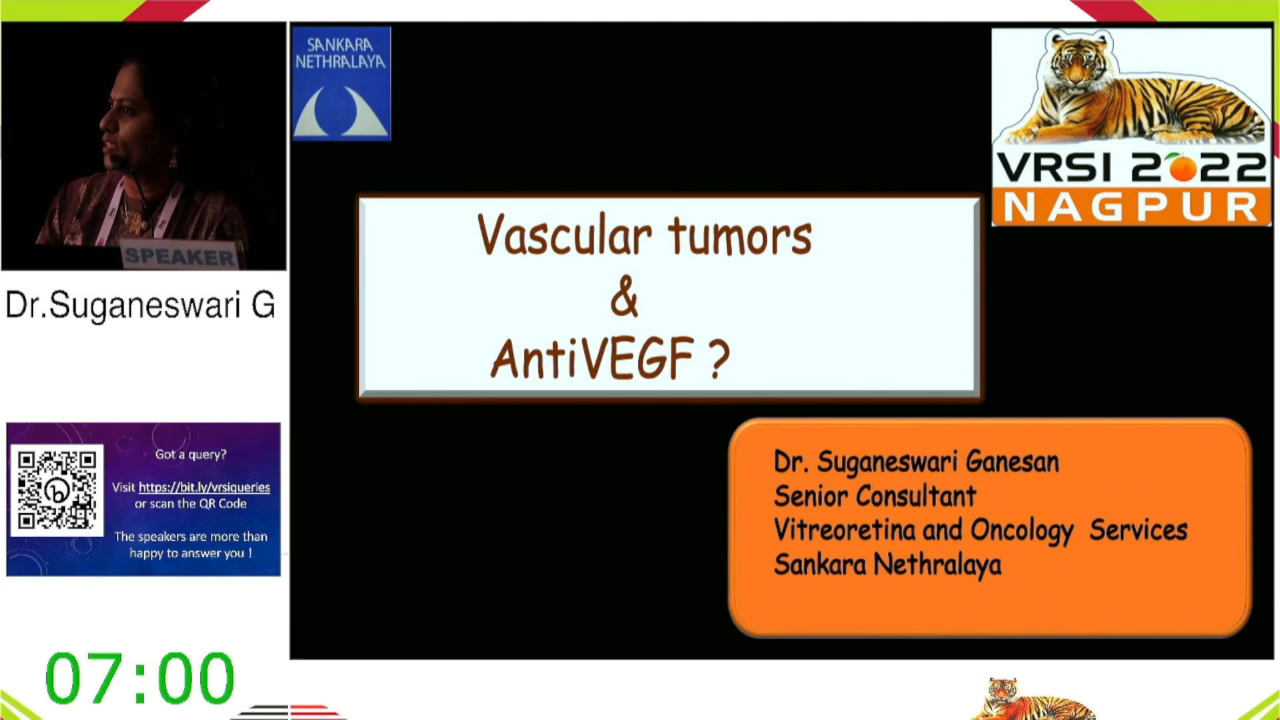 SANKARA
NETHRALAYA
VRSI 2022
NAGPUR
SPEAKER
Dr.Suganeswari G
Vascular tumors
&
AntiVEGF ?
Dr. Suganeswari Ganesan
Senior Consultant
Vitreoretina and Oncology Services
Sankara Nethralaya
Got a query?
Visit https://bit.ly/vrsiqueries
or scan the QR Code
The speakers are more than
happy to answer you !
07:00